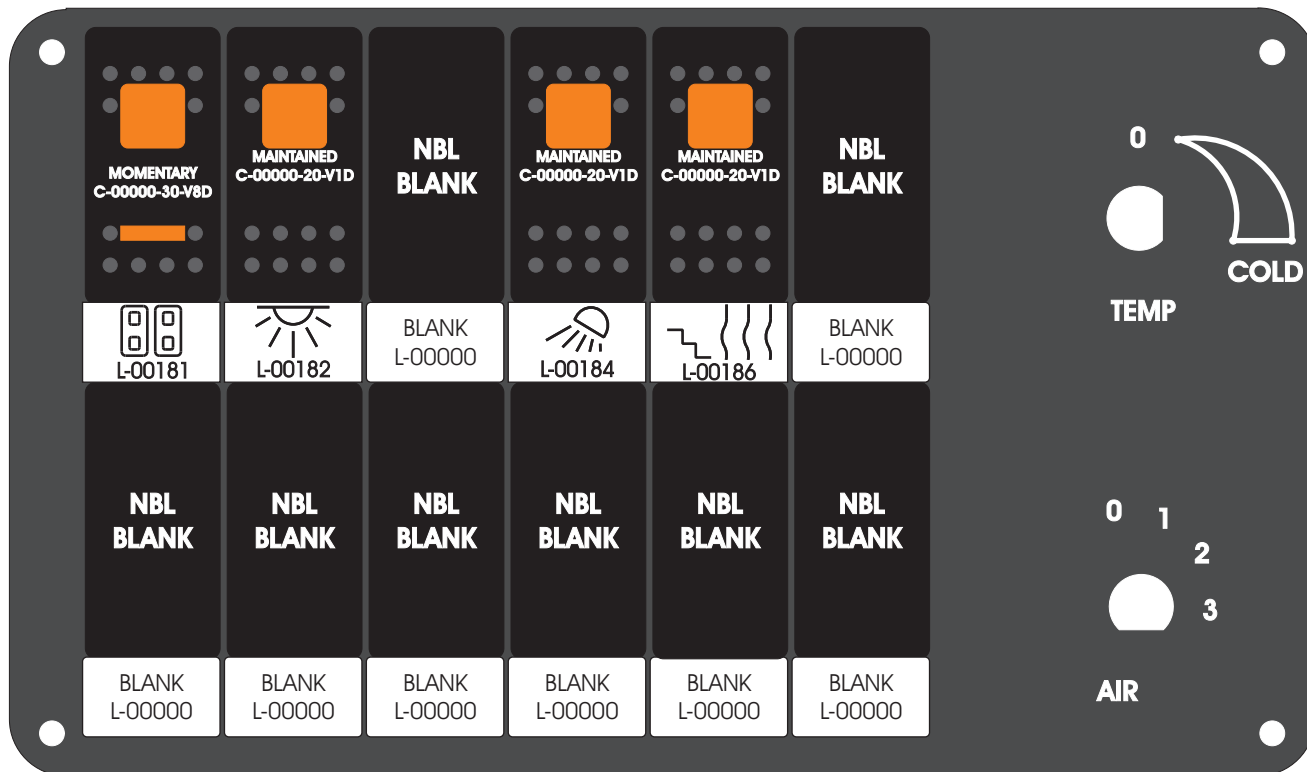 MOMENTARY
C-00000-30-V8D
MAINTAINED
C-00000-20-V1D
NBL
BLANK
MAINTAINED
C-00000-20-V1D
MAINTAINED
C-00000-20-V1D
NBL
BLANK
L-00181
L-00182
BLANK
L-00000
L-00184
L-00186
BLANK
L-00000
NBL
BLANK
NBL
BLANK
NBL
BLANK
NBL
BLANK
NBL
BLANK
NBL
BLANK
BLANK
L-00000
BLANK
L-00000
BLANK
L-00000
BLANK
L-00000
BLANK
L-00000
BLANK
L-00000
0
COLD
TEMP
0
1
2
3
AIR